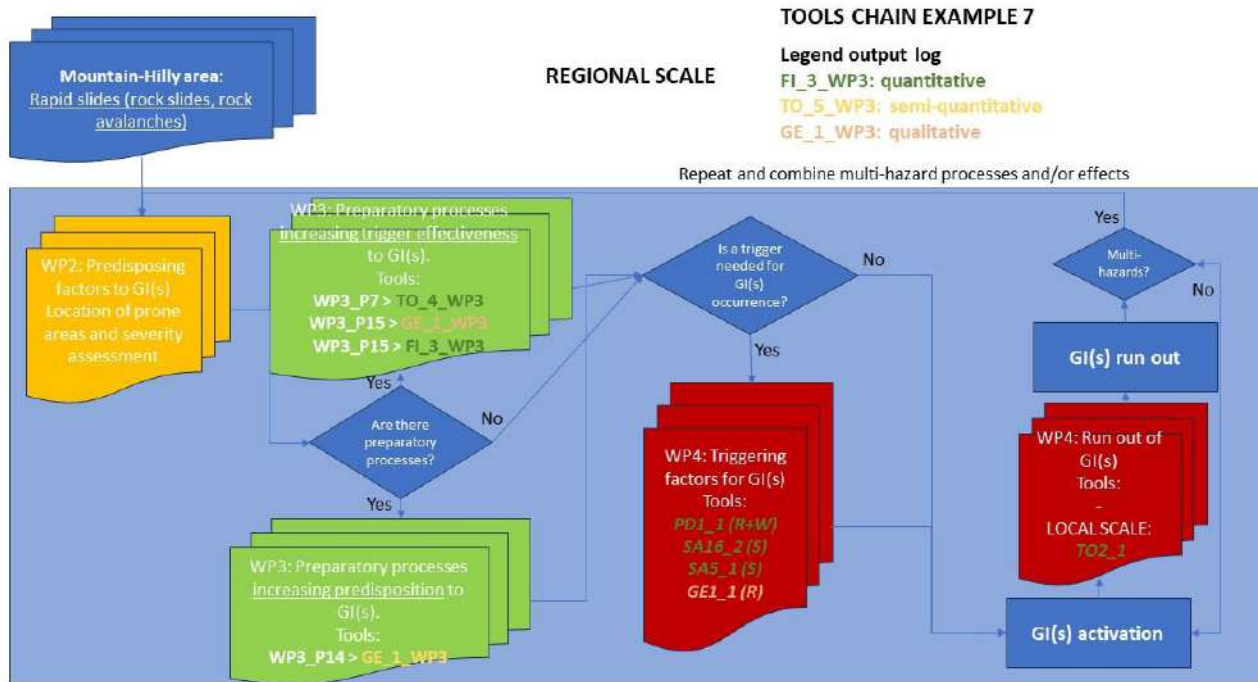 TOOLS CHAIN EXAMPLE 7
REGIONAL SCALE
Legend output log
FI_3_WP3: quantitative
TO_5_WP3: semi-quantitative
GE_1_WP3: qualitative
Mountain-Hilly area:
Rapid slides (rock slides, rock
avalanches)
Repeat and combine multi-hazard processes and/or effects
WP2: Predisposing
factors to GI(s)
Location of prone
areas and severity
assessment
WP3: Preparatory processes
increasing trigger effectiveness
to GI(s).
Tools:
WP3_P7 > TO_4_WP3
WP3_P15 > GE_1_WP3
WP3_P15 > FI_3_WP3
Yes
Are there
preparatory
processes?
No
Yes
WP3: Preparatory processes
increasing predisposition to
GI(s).
Tools:
WP3_P14 > GE_1_WP3
Is a trigger
needed for
GI(s)
occurrence?
No
Yes
WP4: Triggering
factors for GI(s)
Tools:
PD1_1 (R+W)
SA16_2 (S)
SA5_1 (S)
GE1_1 (R)
Yes
Multi-
hazards?
No
GI(s) run out
WP4: Run out of
GI(s)
Tools:
-
LOCAL SCALE:
TO2_1
GI(s) activation